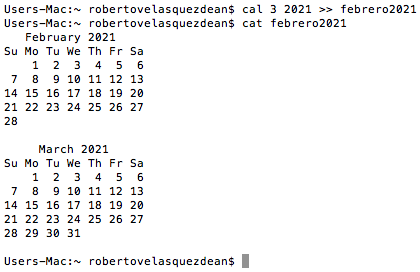 Users-Mac:~ robertovelasquezdean$ cal 3 2021 >> febrero2021
Users-Mac:~ robertovelasquezdean$ cat febrero2021
   February 2021
Su Mo Tu We Th Fr Sa
    1  2  3  4  5  6
 7  8  9 10 11 12 13
14 15 16 17 18 19 20
21 22 23 24 25 26 27
28

     March 2021
Su Mo Tu We Th Fr Sa
    1  2  3  4  5  6
 7  8  9 10 11 12 13
14 15 16 17 18 19 20
21 22 23 24 25 26 27
28 29 30 31

Users-Mac:~ robertovelasquezdean$